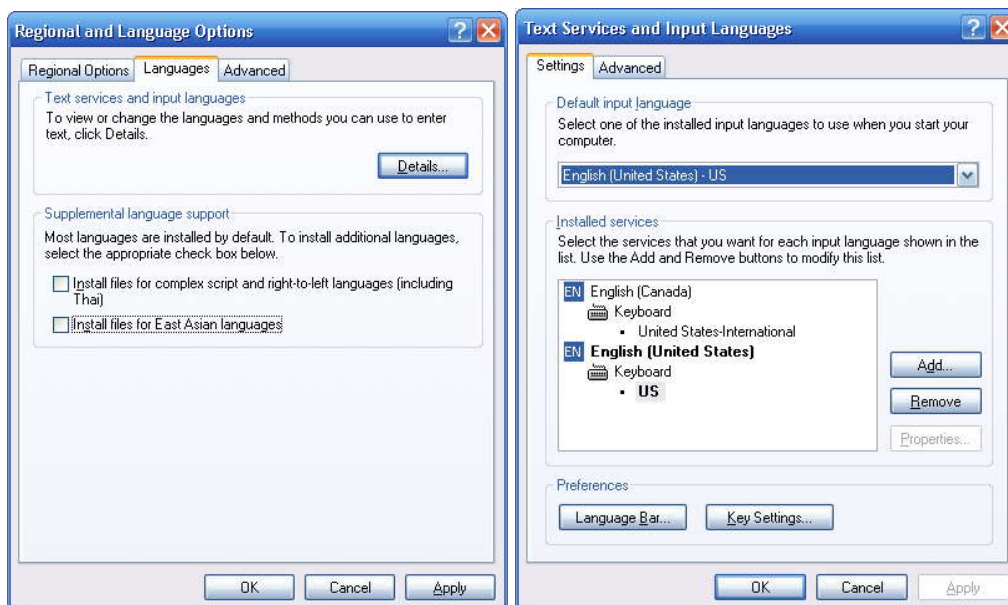 Regional and Language Options
Regional Options
Languages
Advanced
Text services and input languages
To view or change the languages and methods you can use to enter
text, click Details.
Details...
Supplemental language support
Most languages are installed by default. To install additional languages,
select the appropriate check box below.
Install files for complex script and right-to-left languages (including
Thai)
Install files for East Asian languages
OK
Cancel
Apply
Text Services and Input Languages
Settings
Advanced
Default input language
Select one of the installed input languages to use when you start your
computer.
English (United States) - US
Installed services
Select the services that you want for each input language shown in the
list. Use the Add and Remove buttons to modify this list.
EN English (Canada)
Keyboard
• United States-International
EN English (United States)
Keyboard
• US
Add...
Remove
Properties...
Preferences
Language Bar...
Key Settings...
OK
Cancel
Apply